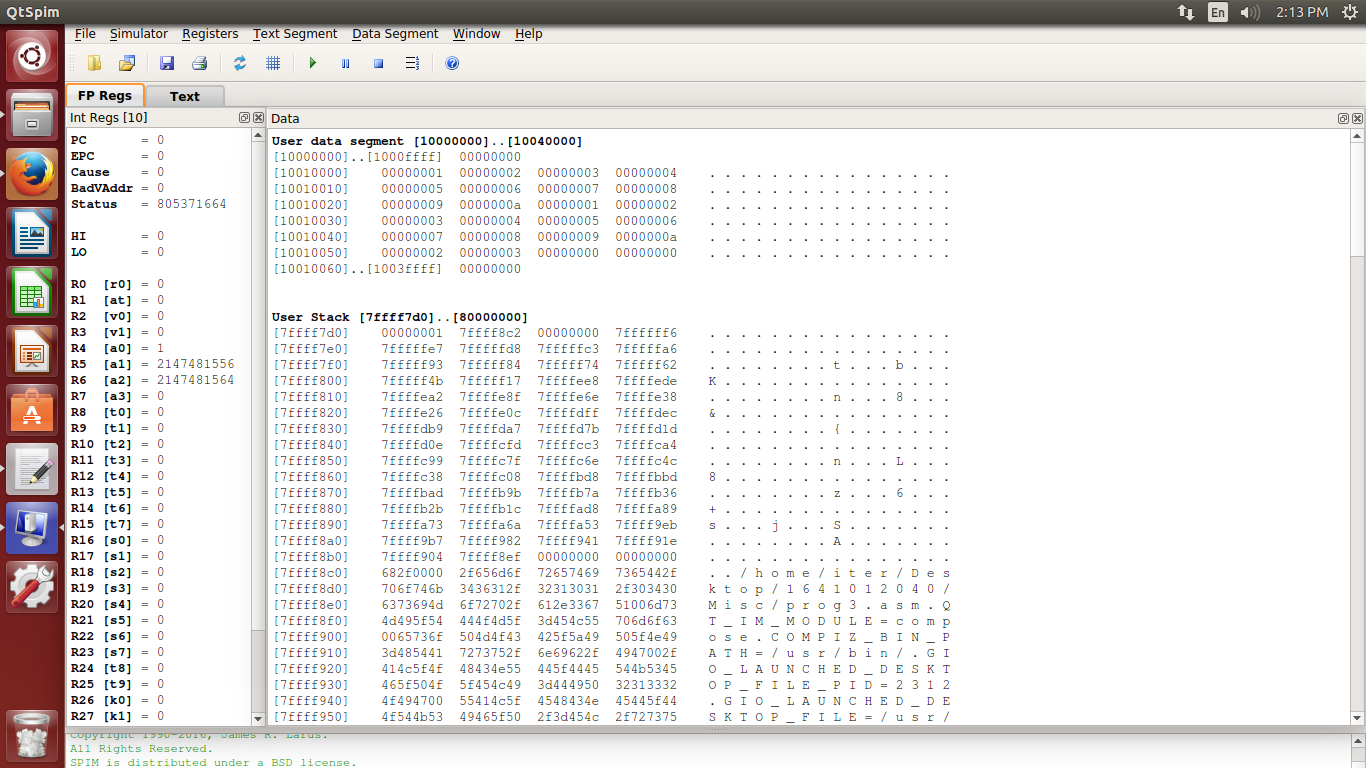 QtSpim
En
2:13 PM
File Simulator Registers Text Segment Data Segment Window Help
FP Regs Text
Int Regs [10]
PC = 0
EPC = 0
Cause = 0
BadVAddr = 0
Status = 805371664
HI = 0
LO = 0
R0 [r0] = 0
R1 [at] = 0
R2 [v0] = 0
R3 [v1] = 0
R4 [a0] = 1
R5 [a1] = 2147481556
R6 [a2] = 2147481564
R7 [a3] = 0
R8 [t0] = 0
R9 [t1] = 0
R10 [t2] = 0
R11 [t3] = 0
R12 [t4] = 0
R13 [t5] = 0
R14 [t6] = 0
R15 [t7] = 0
R16 [s0] = 0
R17 [s1] = 0
R18 [s2] = 0
R19 [s3] = 0
R20 [s4] = 0
R21 [s5] = 0
R22 [s6] = 0
R23 [s7] = 0
R24 [t8] = 0
R25 [t9] = 0
R26 [k0] = 0
R27 [k1] = 0
Data
User data segment [10000000]..[10040000]
[10000000]..[1000ffff] 00000000
[10010000] 00000001 00000002 00000003 00000004 . . . . . . . . . . . . . . . .
[10010010] 00000005 00000006 00000007 00000008 . . . . . . . . . . . . . . . .
[10010020] 00000009 0000000a 00000001 00000002 . . . . . . . . . . . . . . . .
[10010030] 00000003 00000004 00000005 00000006 . . . . . . . . . . . . . . . .
[10010040] 00000007 00000008 00000009 0000000a . . . . . . . . . . . . . . . .
[10010050] 00000002 00000003 00000000 00000000 . . . . . . . . . . . . . . . .
[10010060]..[1003ffff] 00000000
User Stack [7ffff7d0]..[80000000]
[7ffff7d0] 00000001 7ffff8c2 00000000 7ffffff6 . . . . . . . . . . . . . . . .
[7ffff7e0] 7fffffe7 7fffffd8 7fffffc3 7fffffa6 . . . . . . . . . . . . . . . .
[7ffff7f0] 7fffff93 7fffff84 7fffff74 7fffff62 . . . . . . . . t . . . b . . .
[7ffff800] 7fffff4b 7fffff17 7ffffee8 7ffffede K . . . . . . . . . . . . . . .
[7ffff810] 7ffffea2 7ffffe8f 7ffffe6e 7ffffe38 . . . . . . . . n . . . 8 . . .
[7ffff820] 7ffffe26 7ffffe0c 7ffffdff 7ffffdec & . . . . . . . . . . . . . . .
[7ffff830] 7ffffdb9 7ffffda7 7ffffd7b 7ffffd1d . . . . . . . . { . . . . . . .
[7ffff840] 7ffffd0e 7ffffcfd 7ffffcc3 7ffffca4 . . . . . . . . . . . . . . . .
[7ffff850] 7ffffc99 7ffffc7f 7ffffc6e 7ffffc4c . . . . . . . . n . . . L . . .
[7ffff860] 7ffffc38 7ffffc08 7ffffbd8 7ffffbbd 8 . . . . . . . . . . . . . . .
[7ffff870] 7ffffbad 7ffffb9b 7ffffb7a 7ffffb36 . . . . . . . . z . . . 6 . . .
[7ffff880] 7ffffb2b 7ffffb1c 7ffffad8 7ffffa89 + . . . . . . . . . . . . . . .
[7ffff890] 7ffffa73 7ffffa6a 7ffffa53 7ffff9eb s . . . j . . . S . . . . . . .
[7ffff8a0] 7ffff9b7 7ffff982 7ffff941 7ffff91e . . . . . . . . A . . . . . . .
[7ffff8b0] 7ffff904 7ffff8ef 00000000 00000000 . . . . . . . . . . . . . . . .
[7ffff8c0] 682f0000 2f656d6f 72657469 7365442f . . / h o m e / i t e r / D e s
[7ffff8d0] 706f746b 3436312f 32313031 2f303430 k t o p / 1 6 4 1 0 1 2 0 4 0 /
[7ffff8e0] 6373694d 6f72702f 612e3367 51006d73 M i s c / p r o g 3 . a s m . Q
[7ffff8f0] 4d495f54 444f4d5f 3d454c55 706d6f63 T _ I M _ M O D U L E = c o m p
[7ffff900] 0065736f 504d4f43 425f5a49 505f4e49 o s e . C O M P I Z _ B I N _ P
[7ffff910] 3d485441 7273752f 6e69622f 4947002f A T H = / u s r / b i n / . G I
[7ffff920] 414c5f4f 48434e55 445f4445 544b5345 O _ L A U N C H E D _ D E S K T
[7ffff930] 465f504f 5f454c49 3d444950 32313332 O P _ F I L E _ P I D = 2 3 1 2
[7ffff940] 4f494700 55414c5f 4548434e 45445f44 . G I O _ L A U N C H E D _ D E
[7ffff950] 4f544b53 49465f50 2f3d454c 2f727375 S K T O P _ F I L E = / u s r /
Copyright 1990-2016, James R. Larus.
All Rights Reserved.
SPIM is distributed under a BSD license.